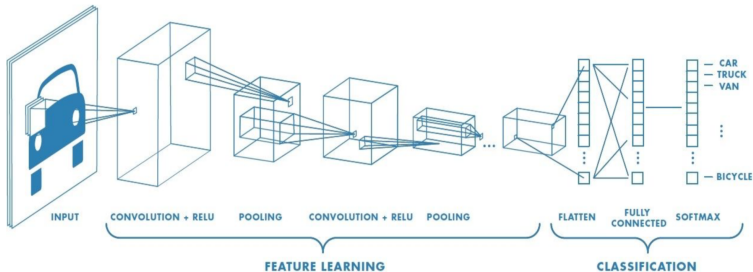 CAR
TRUCK
VAN
BICYCLE
INPUT
CONVOLUTION + RELU
POOLING
CONVOLUTION + RELU
POOLING
FLATTEN
FULLY
CONNECTED
SOFTMAX
FEATURE LEARNING
CLASSIFICATION